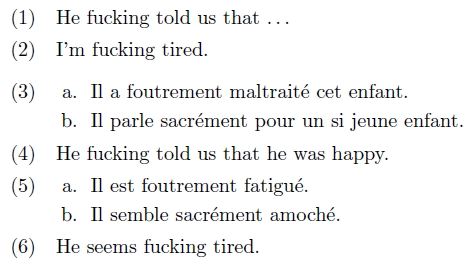 (1) He fucking told us that …
(2) I'm fucking tired.
(3) a. Il a foutrement maltraité cet enfant.
b. Il parle sacrément pour un si jeune enfant.
(4) He fucking told us that he was happy.
(5) a. Il est foutrement fatigué.
b. Il semble sacrément amoché.
(6) He seems fucking tired.